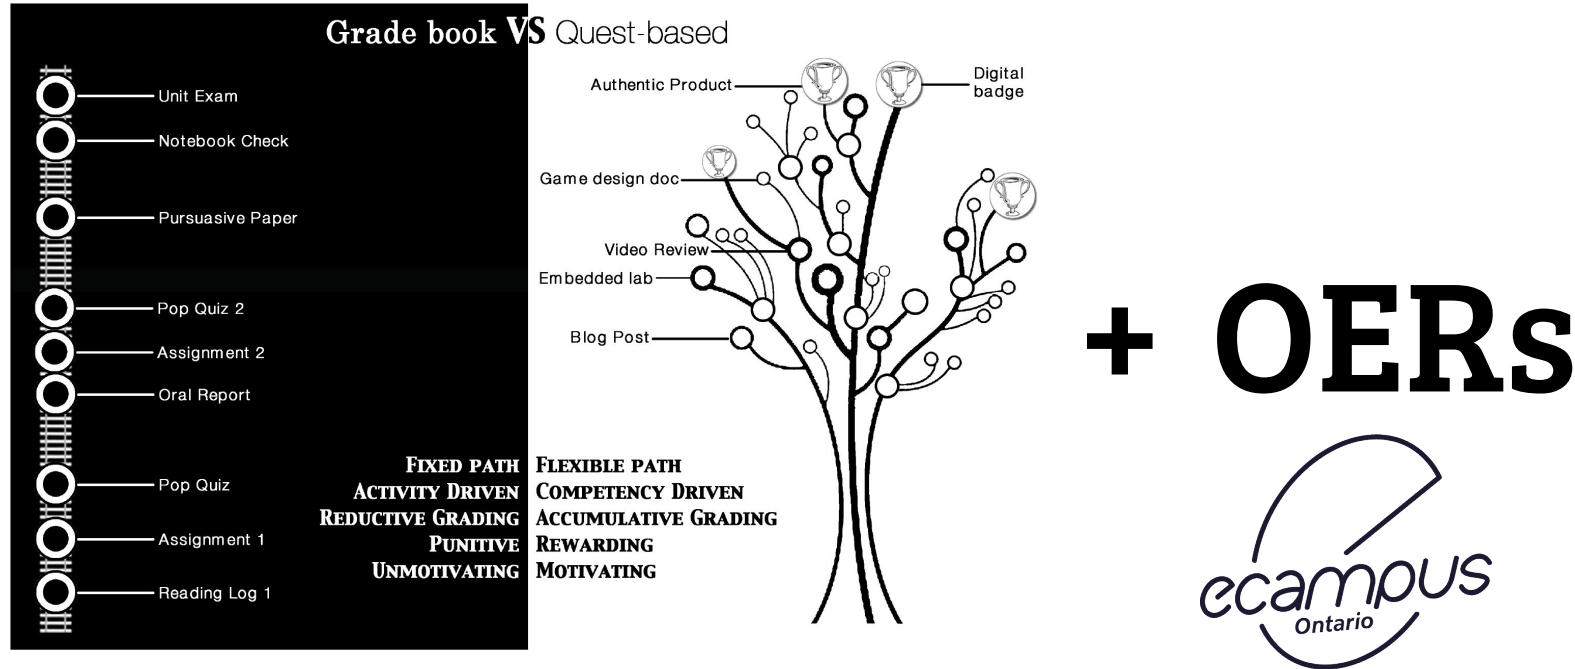 Grade book VS Quest-based
Unit Exam
Notebook Check
Pursuasive Paper
Pop Quiz 2
Assignment 2
Oral Report
Pop Quiz
Assignment 1
Reading Log 1
Authentic Product
Digital
badge
Game design doc
Video Review
Embedded lab
Blog Post
FIXED PATH FLEXIBLE PATH
ACTIVITY DRIVEN COMPETENCY DRIVEN
REDUCTIVE GRADING ACCUMULATIVE GRADING
PUNITIVE REWARDING
UNMOTIVATING MOTIVATING
+ OERs
ecampus
Ontario